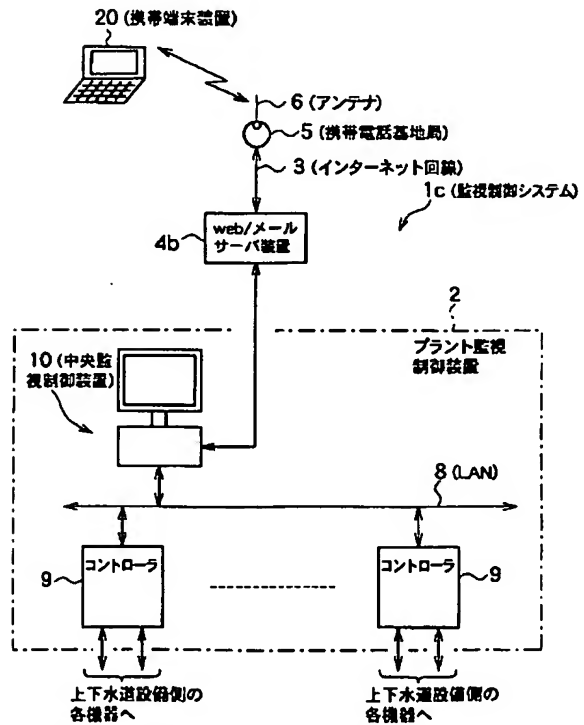 20 (携帯端末装置)
6 (アンテナ)
5 (携帯電話基地局)
3 (インターネット回線)
1c (監視制御システム)
4b
web/メール
サーバ装置
2
プラント監視
制御装置
10 (中央監
視制御装置)
8 (LAN)
9
コントローラ
コントローラ
9
上下水道設備側の
各機器へ
上下水道設備側の
各機器へ